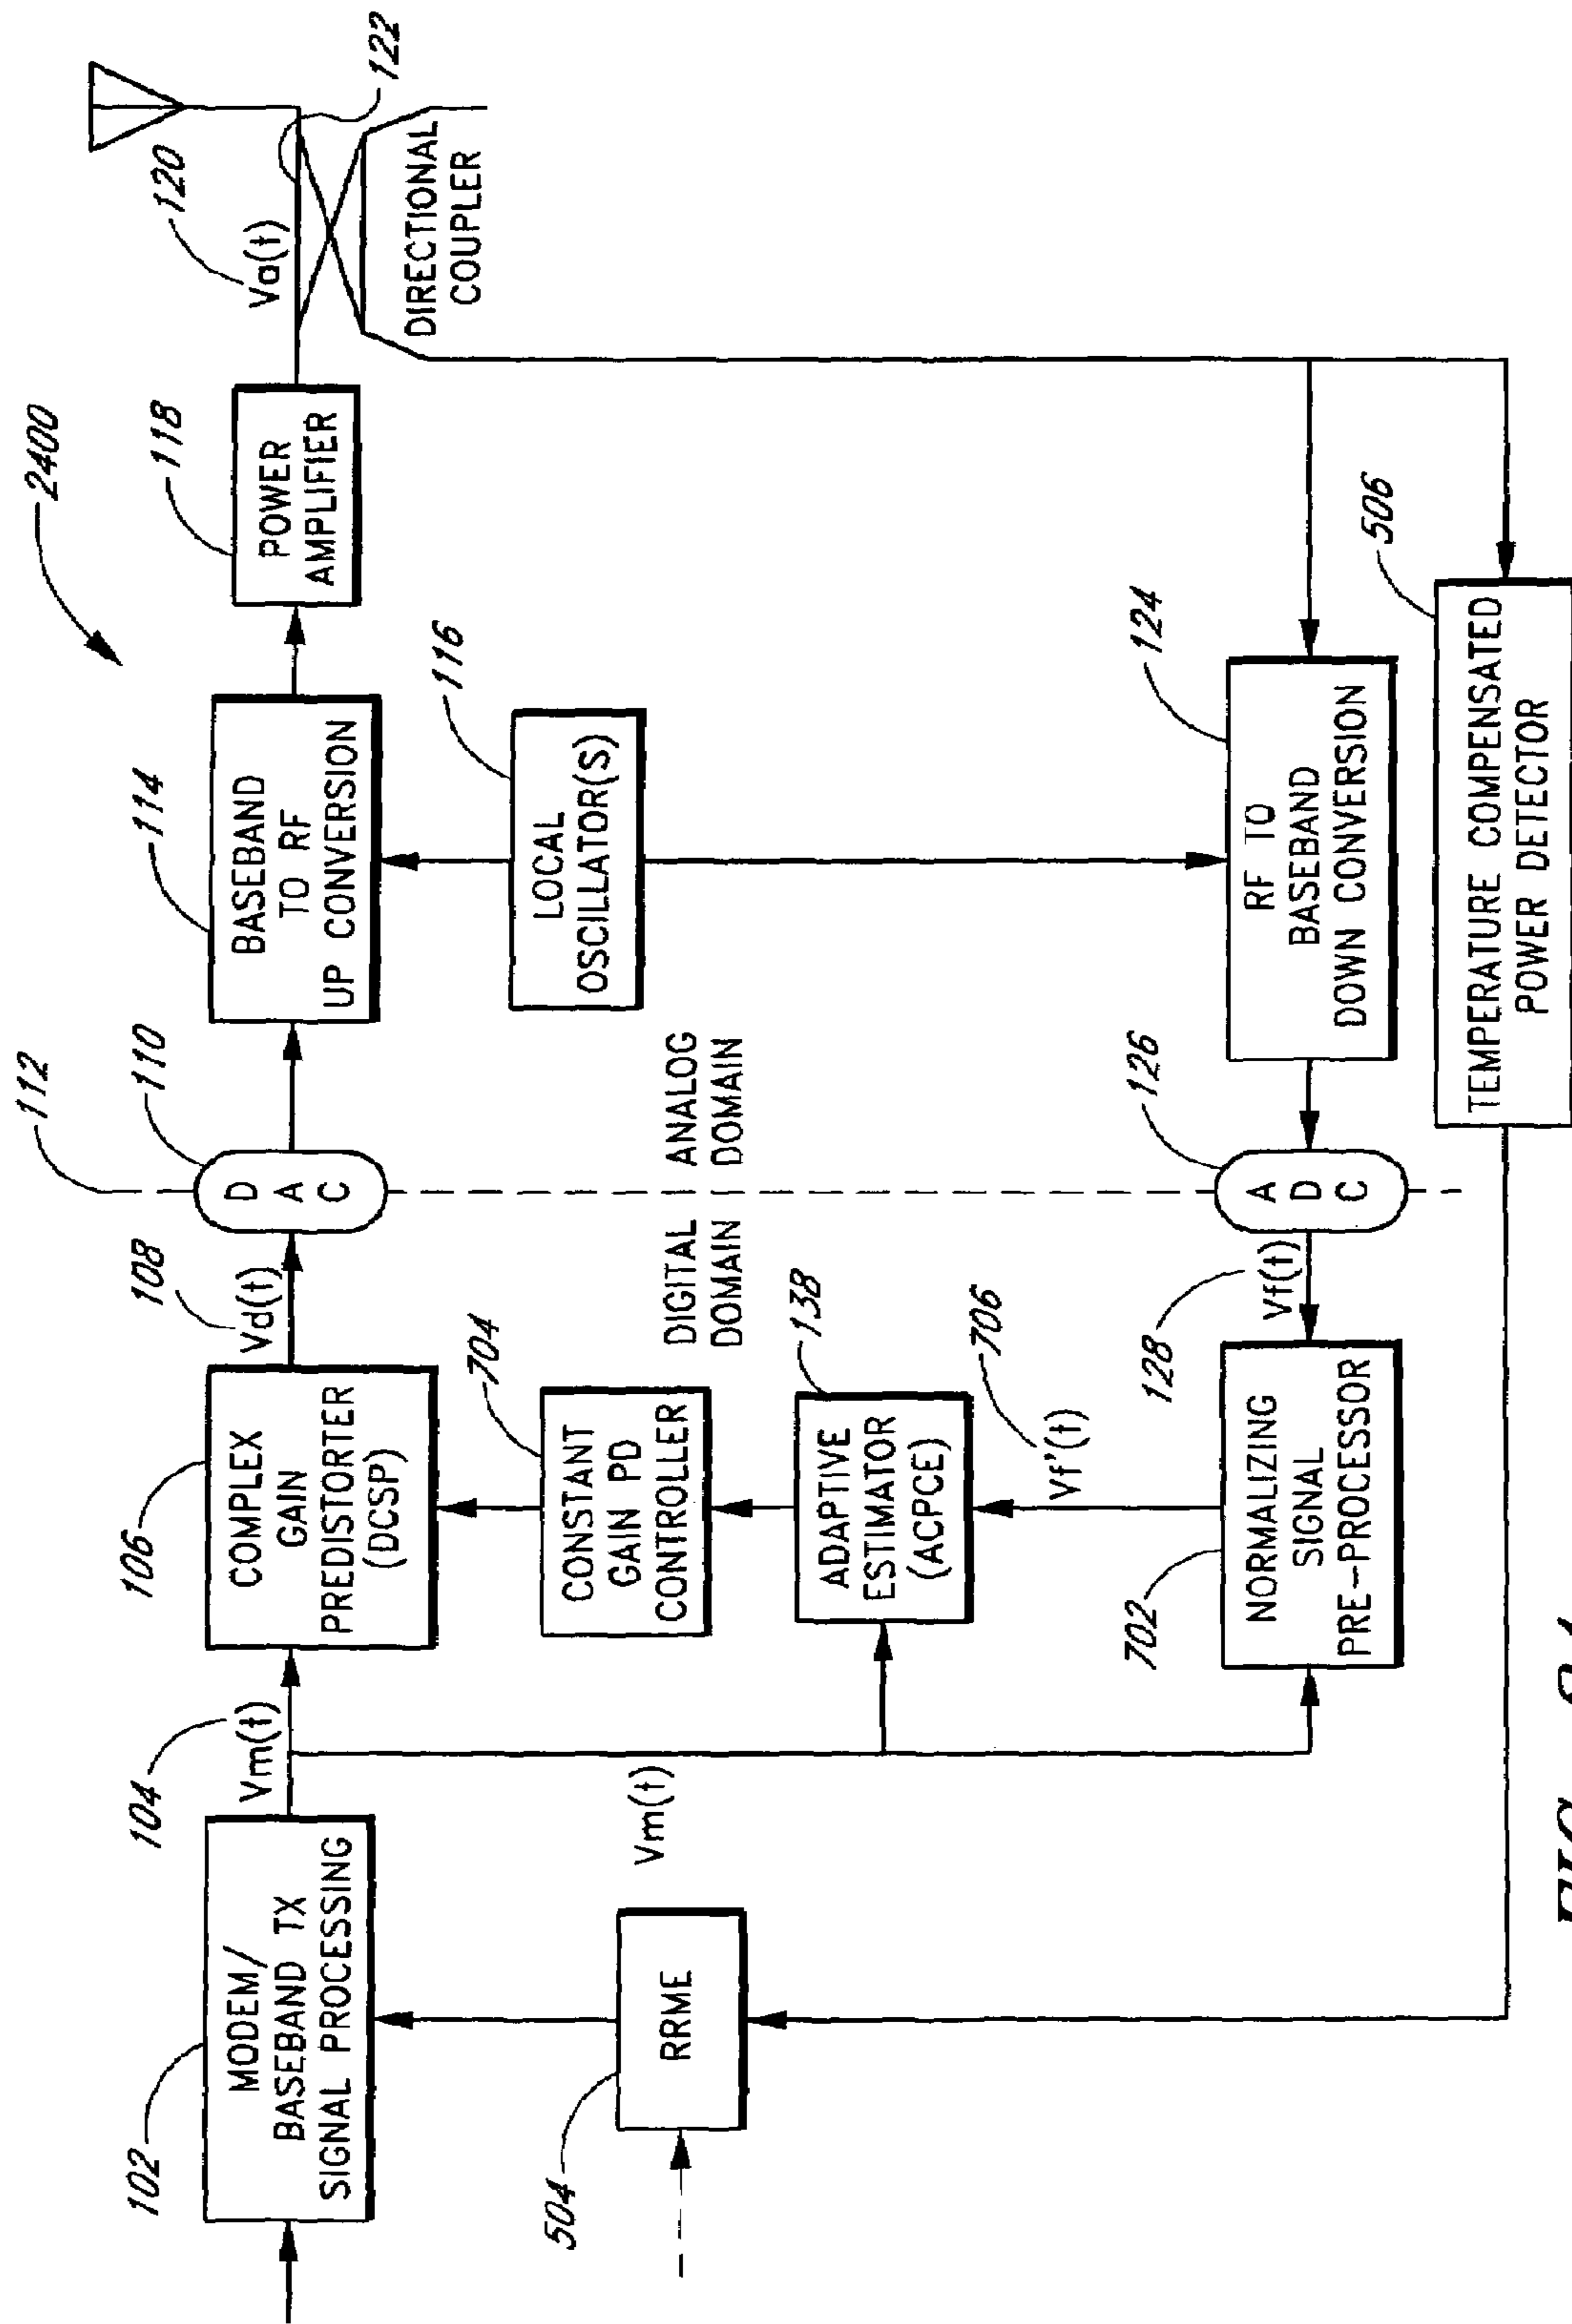 2400
112
102
MODEM/
BASEBAND TX
SIGNAL PROCESSING
104
Vm(t)
106
COMPLEX
GAIN
PREDISTORTER
(DCSP)
108
Vd(t)
110
D
A
C
114
BASEBAND
TO RF
UP CONVERSION
118
POWER
AMPLIFIER
120
Va(t)
122
DIRECTIONAL
COUPLER
116
LOCAL
OSCILLATOR(S)
704
CONSTANT
GAIN PD
CONTROLLER
DIGITAL
DOMAIN
ANALOG
DOMAIN
Vm(t)
504
RRME
138
ADAPTIVE
ESTIMATOR
(ACPCE)
706
Vf'(t)
702
NORMALIZING
SIGNAL
PRE-PROCESSOR
128
Vf(t)
126
A
D
C
124
RF TO
BASEBAND
DOWN CONVERSION
506
TEMPERATURE COMPENSATED
POWER DETECTOR